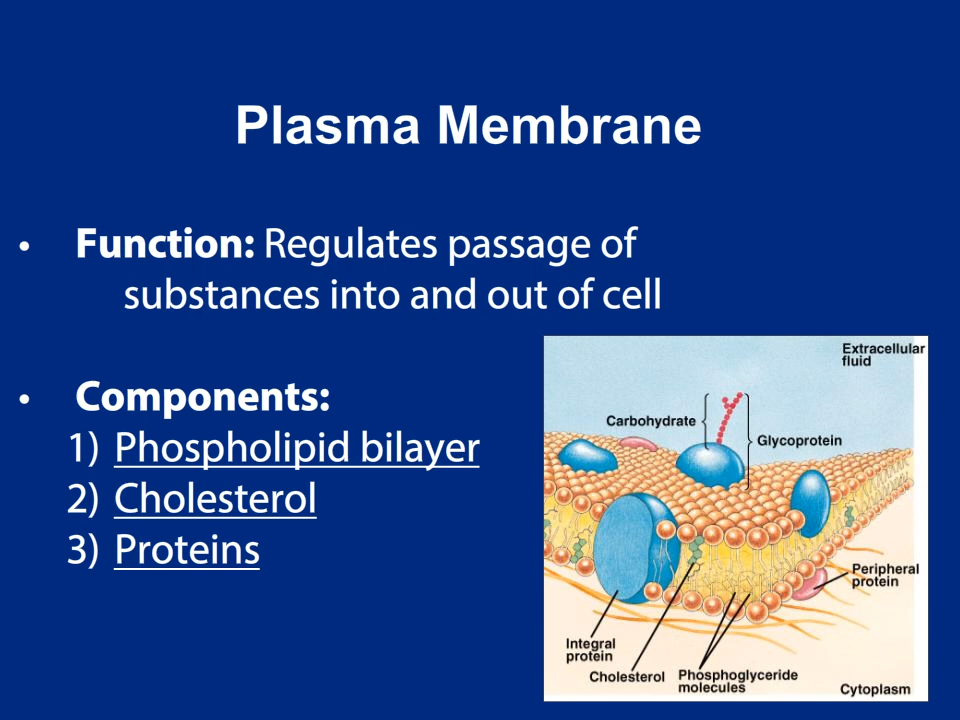 Plasma Membrane
• Function: Regulates passage of
substances into and out of cell
• Components:
1) Phospholipid bilayer
2) Cholesterol
3) Proteins
Extracellular
fluid
Carbohydrate
Glycoprotein
Peripheral
protein
Integral
protein
Cholesterol
Phosphoglyceride
molecules
Cytoplasm